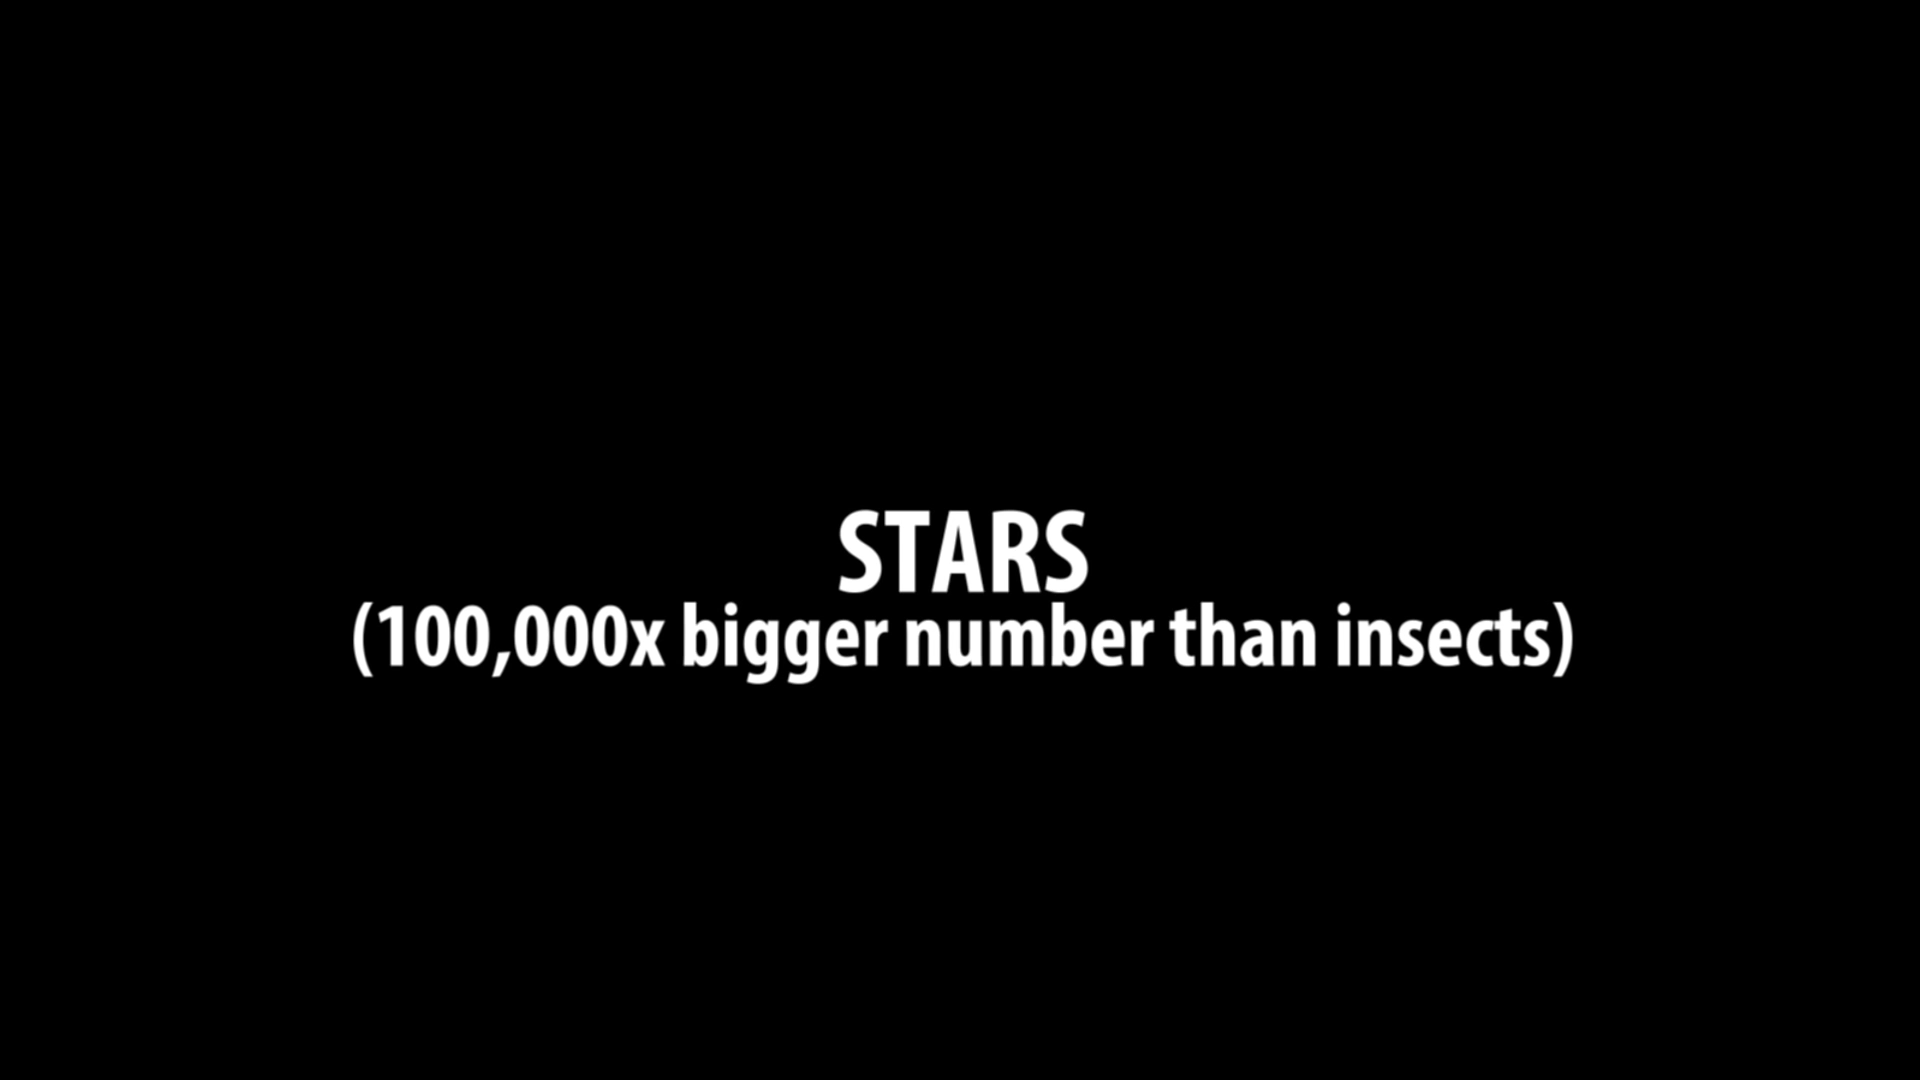 STARS
(100,000x bigger number than insects)